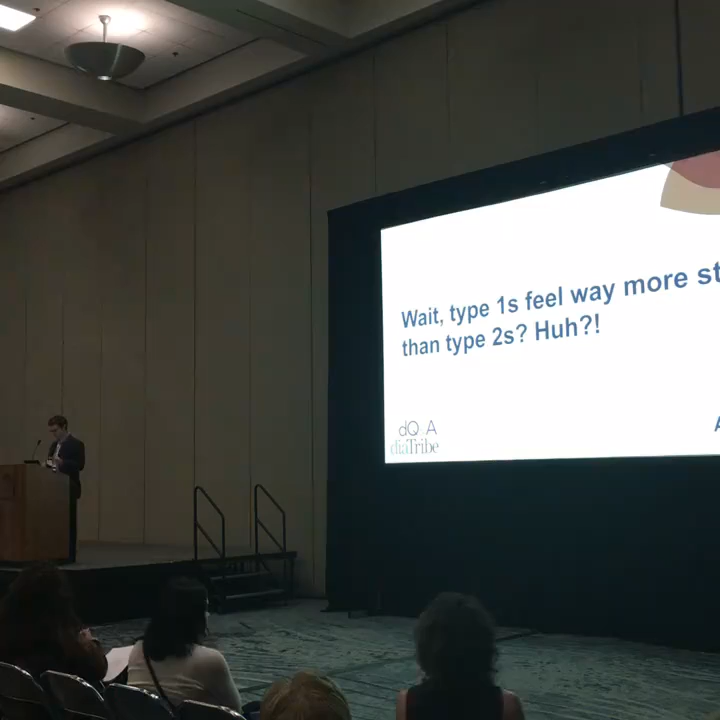 Wait, type 1s feel way more st
than type 2s? Huh?!
dQ&A
diaTribe